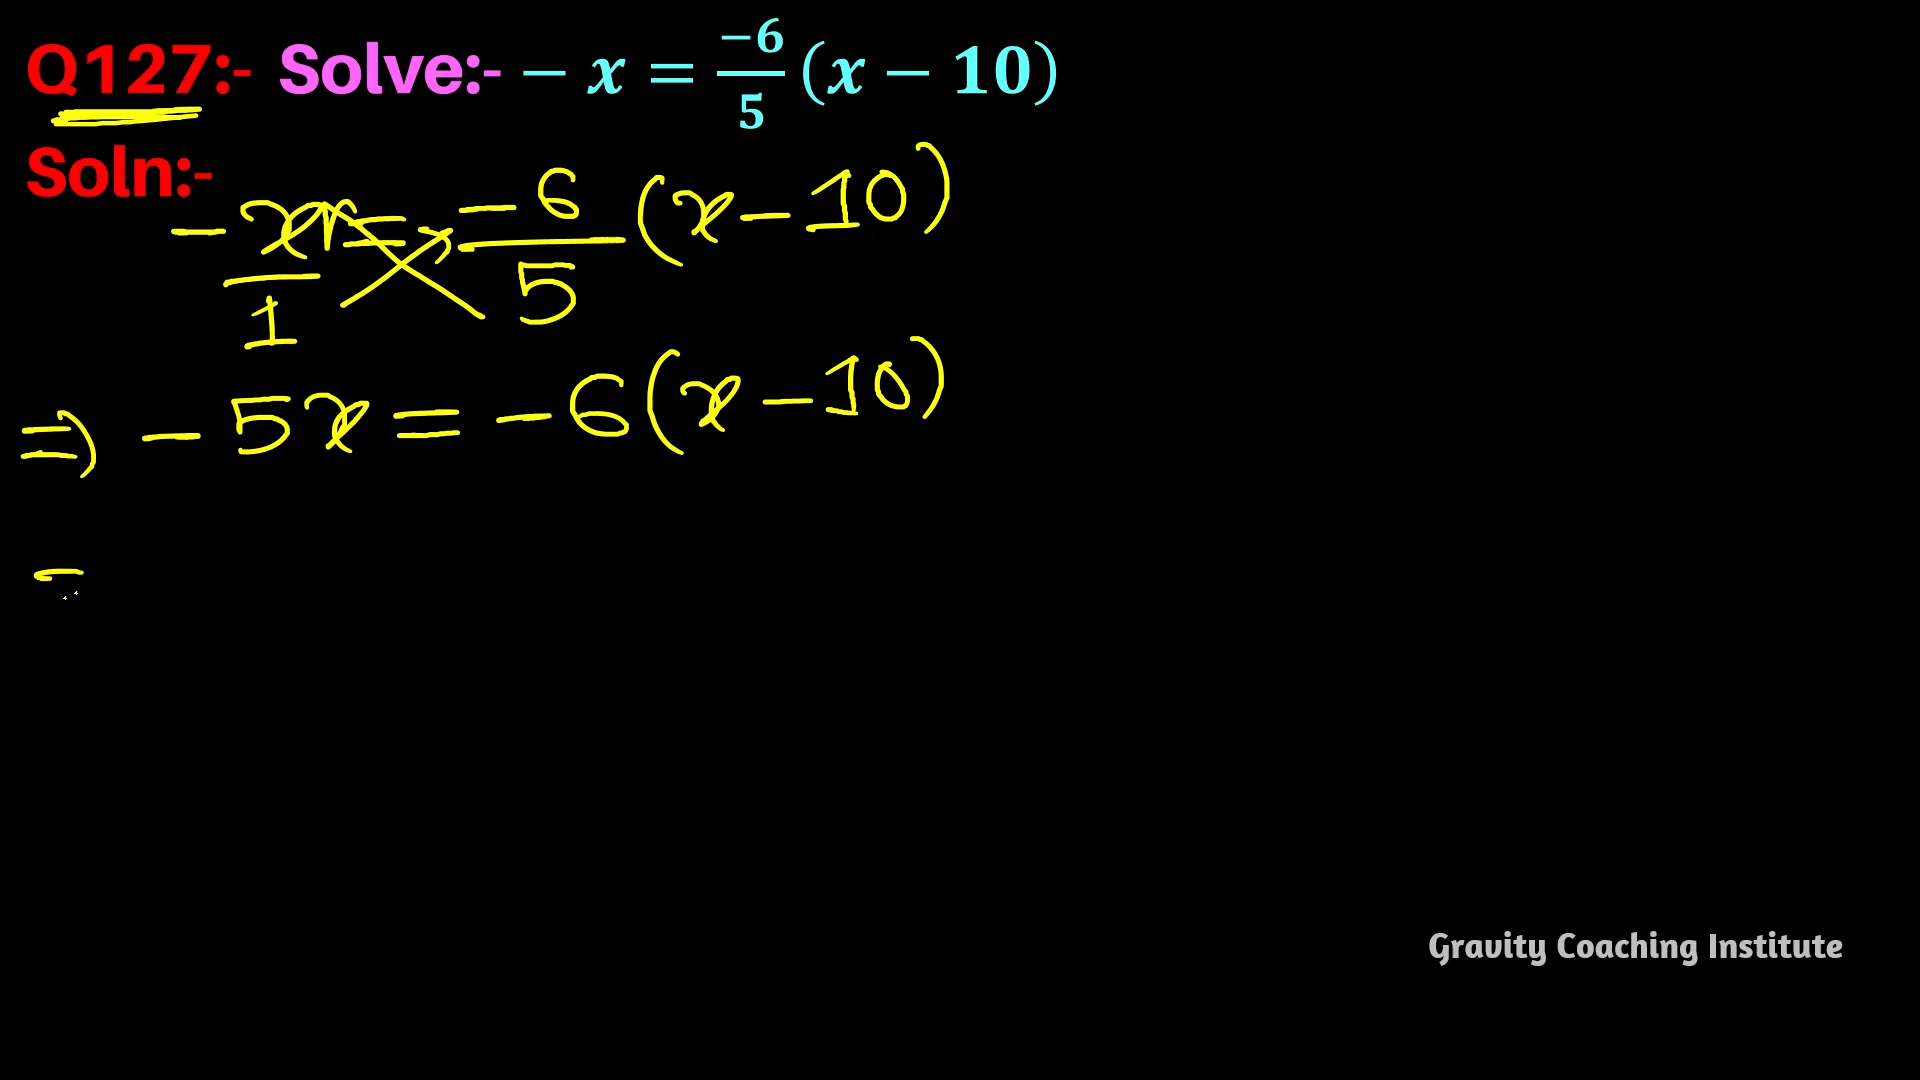 Q127:- Solve:- − x = −6/5 (x − 10)
Soln:-
− x/1 = −6/5 (x − 10)
⇒ − 5x = − 6(x − 10)
Gravity Coaching Institute